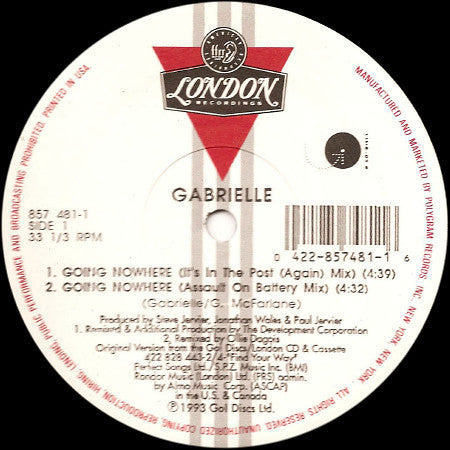 AMERICAN
ffrr
LONDON
RECORDINGS
GABRIELLE
857 481-1
SIDE 1
33 1/3 RPM
0 422-857481-1 6
1. GOING NOWHERE (It's In The Post (Again) Mix) (4:39)
2. GOING NOWHERE (Assault On Battery Mix) (4:32)
(Gabrielle/G. McFarlane)
Produced by Steve Jervier, Jonathan Wales & Paul Jervier
1. Remixed & Additional Production by The Development Corporation
2. Remixed by Ollie Dagois
Original Version from the Go! Discs/London CD & Cassette
422 828 443-2/4 "Find Your Way"
Perfect Songs Ltd./S.P.Z. Music Inc. (BMI)
Rondor Music (London) Ltd. (PRS) admin.
by Almo Music Corp. (ASCAP)
in the U.S. & Canada
℗ 1993 Go! Discs Ltd.
MANUFACTURED AND MARKETED BY POLYGRAM RECORDS INC. NEW YORK, NEW YORK
ALL RIGHTS RESERVED UNAUTHORIZED COPYING, REPRODUCTION HIRING, LENDING PUBLIC PERFORMANCE AND BROADCASTING PROHIBITED. PRINTED IN USA